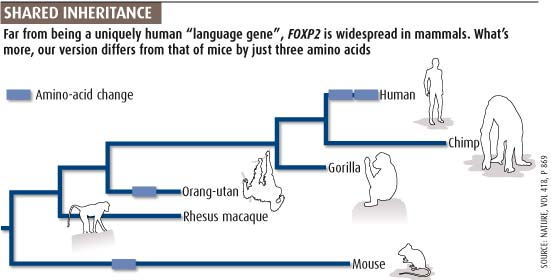 SHARED INHERITANCE
Far from being a uniquely human “language gene”, FOXP2 is widespread in mammals. What’s
more, our version differs from that of mice by just three amino acids
Amino-acid change
Human
Chimp
Gorilla
Orang-utan
Rhesus macaque
Mouse
SOURCE: NATURE, VOL 418, P 869